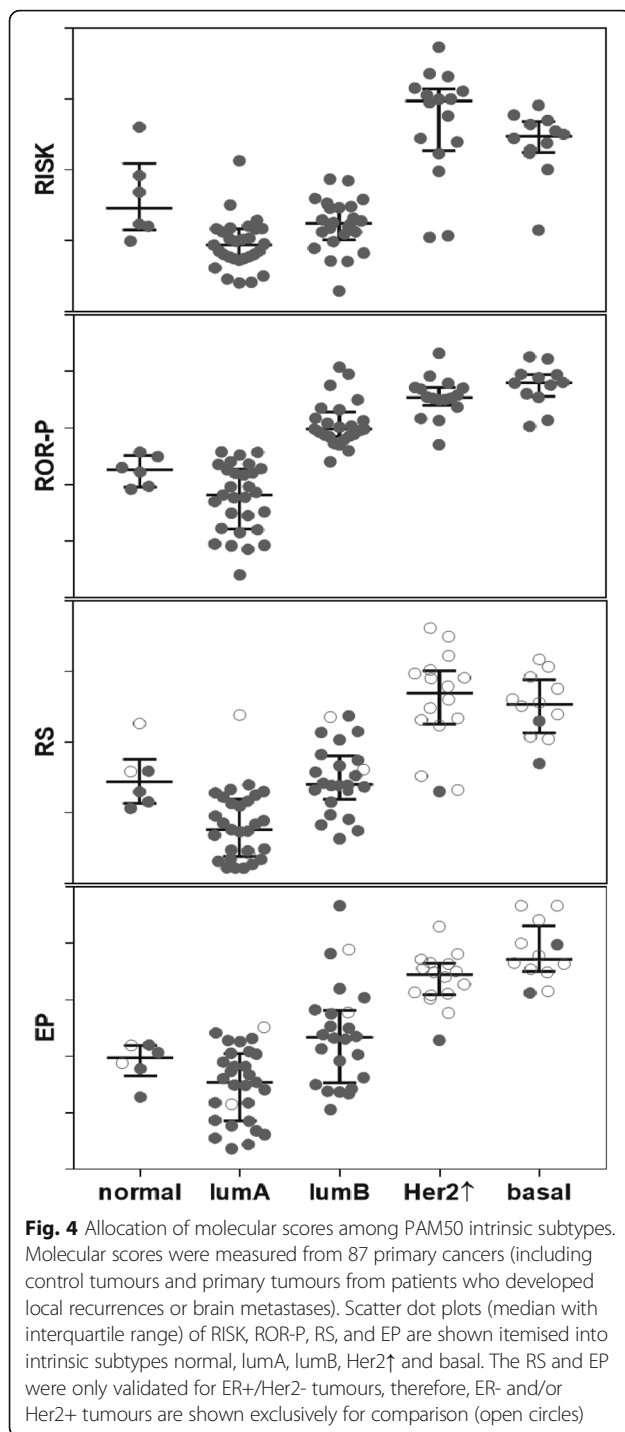 RISK
ROR-P
RS
EP
normal lumA lumB Her2↑ basal
Fig. 4 Allocation of molecular scores among PAM50 intrinsic subtypes.
Molecular scores were measured from 87 primary cancers (including
control tumours and primary tumours from patients who developed
local recurrences or brain metastases). Scatter dot plots (median with
interquartile range) of RISK, ROR-P, RS, and EP are shown itemised into
intrinsic subtypes normal, lumA, lumB, Her2↑ and basal. The RS and EP
were only validated for ER+/Her2- tumours, therefore, ER- and/or
Her2+ tumours are shown exclusively for comparison (open circles)